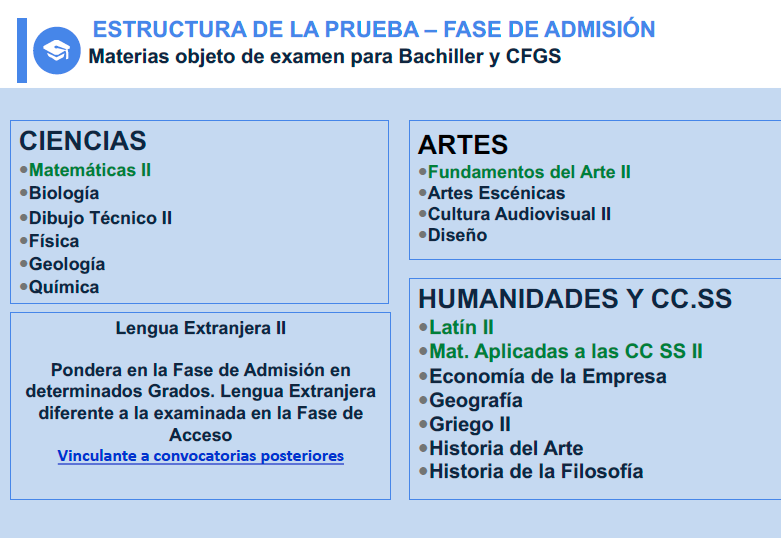 ESTRUCTURA DE LA PRUEBA – FASE DE ADMISIÓN
Materias objeto de examen para Bachiller y CFGS
CIENCIAS
•Matemáticas II
•Biología
•Dibujo Técnico II
•Física
•Geología
•Química
Lengua Extranjera II
Pondera en la Fase de Admisión en
determinados Grados. Lengua Extranjera
diferente a la examinada en la Fase de
Acceso
Vinculante a convocatorias posteriores
ARTES
•Fundamentos del Arte II
•Artes Escénicas
•Cultura Audiovisual II
•Diseño
HUMANIDADES Y CC.SS
•Latín II
•Mat. Aplicadas a las CC SS II
•Economía de la Empresa
•Geografía
•Griego II
•Historia del Arte
•Historia de la Filosofía